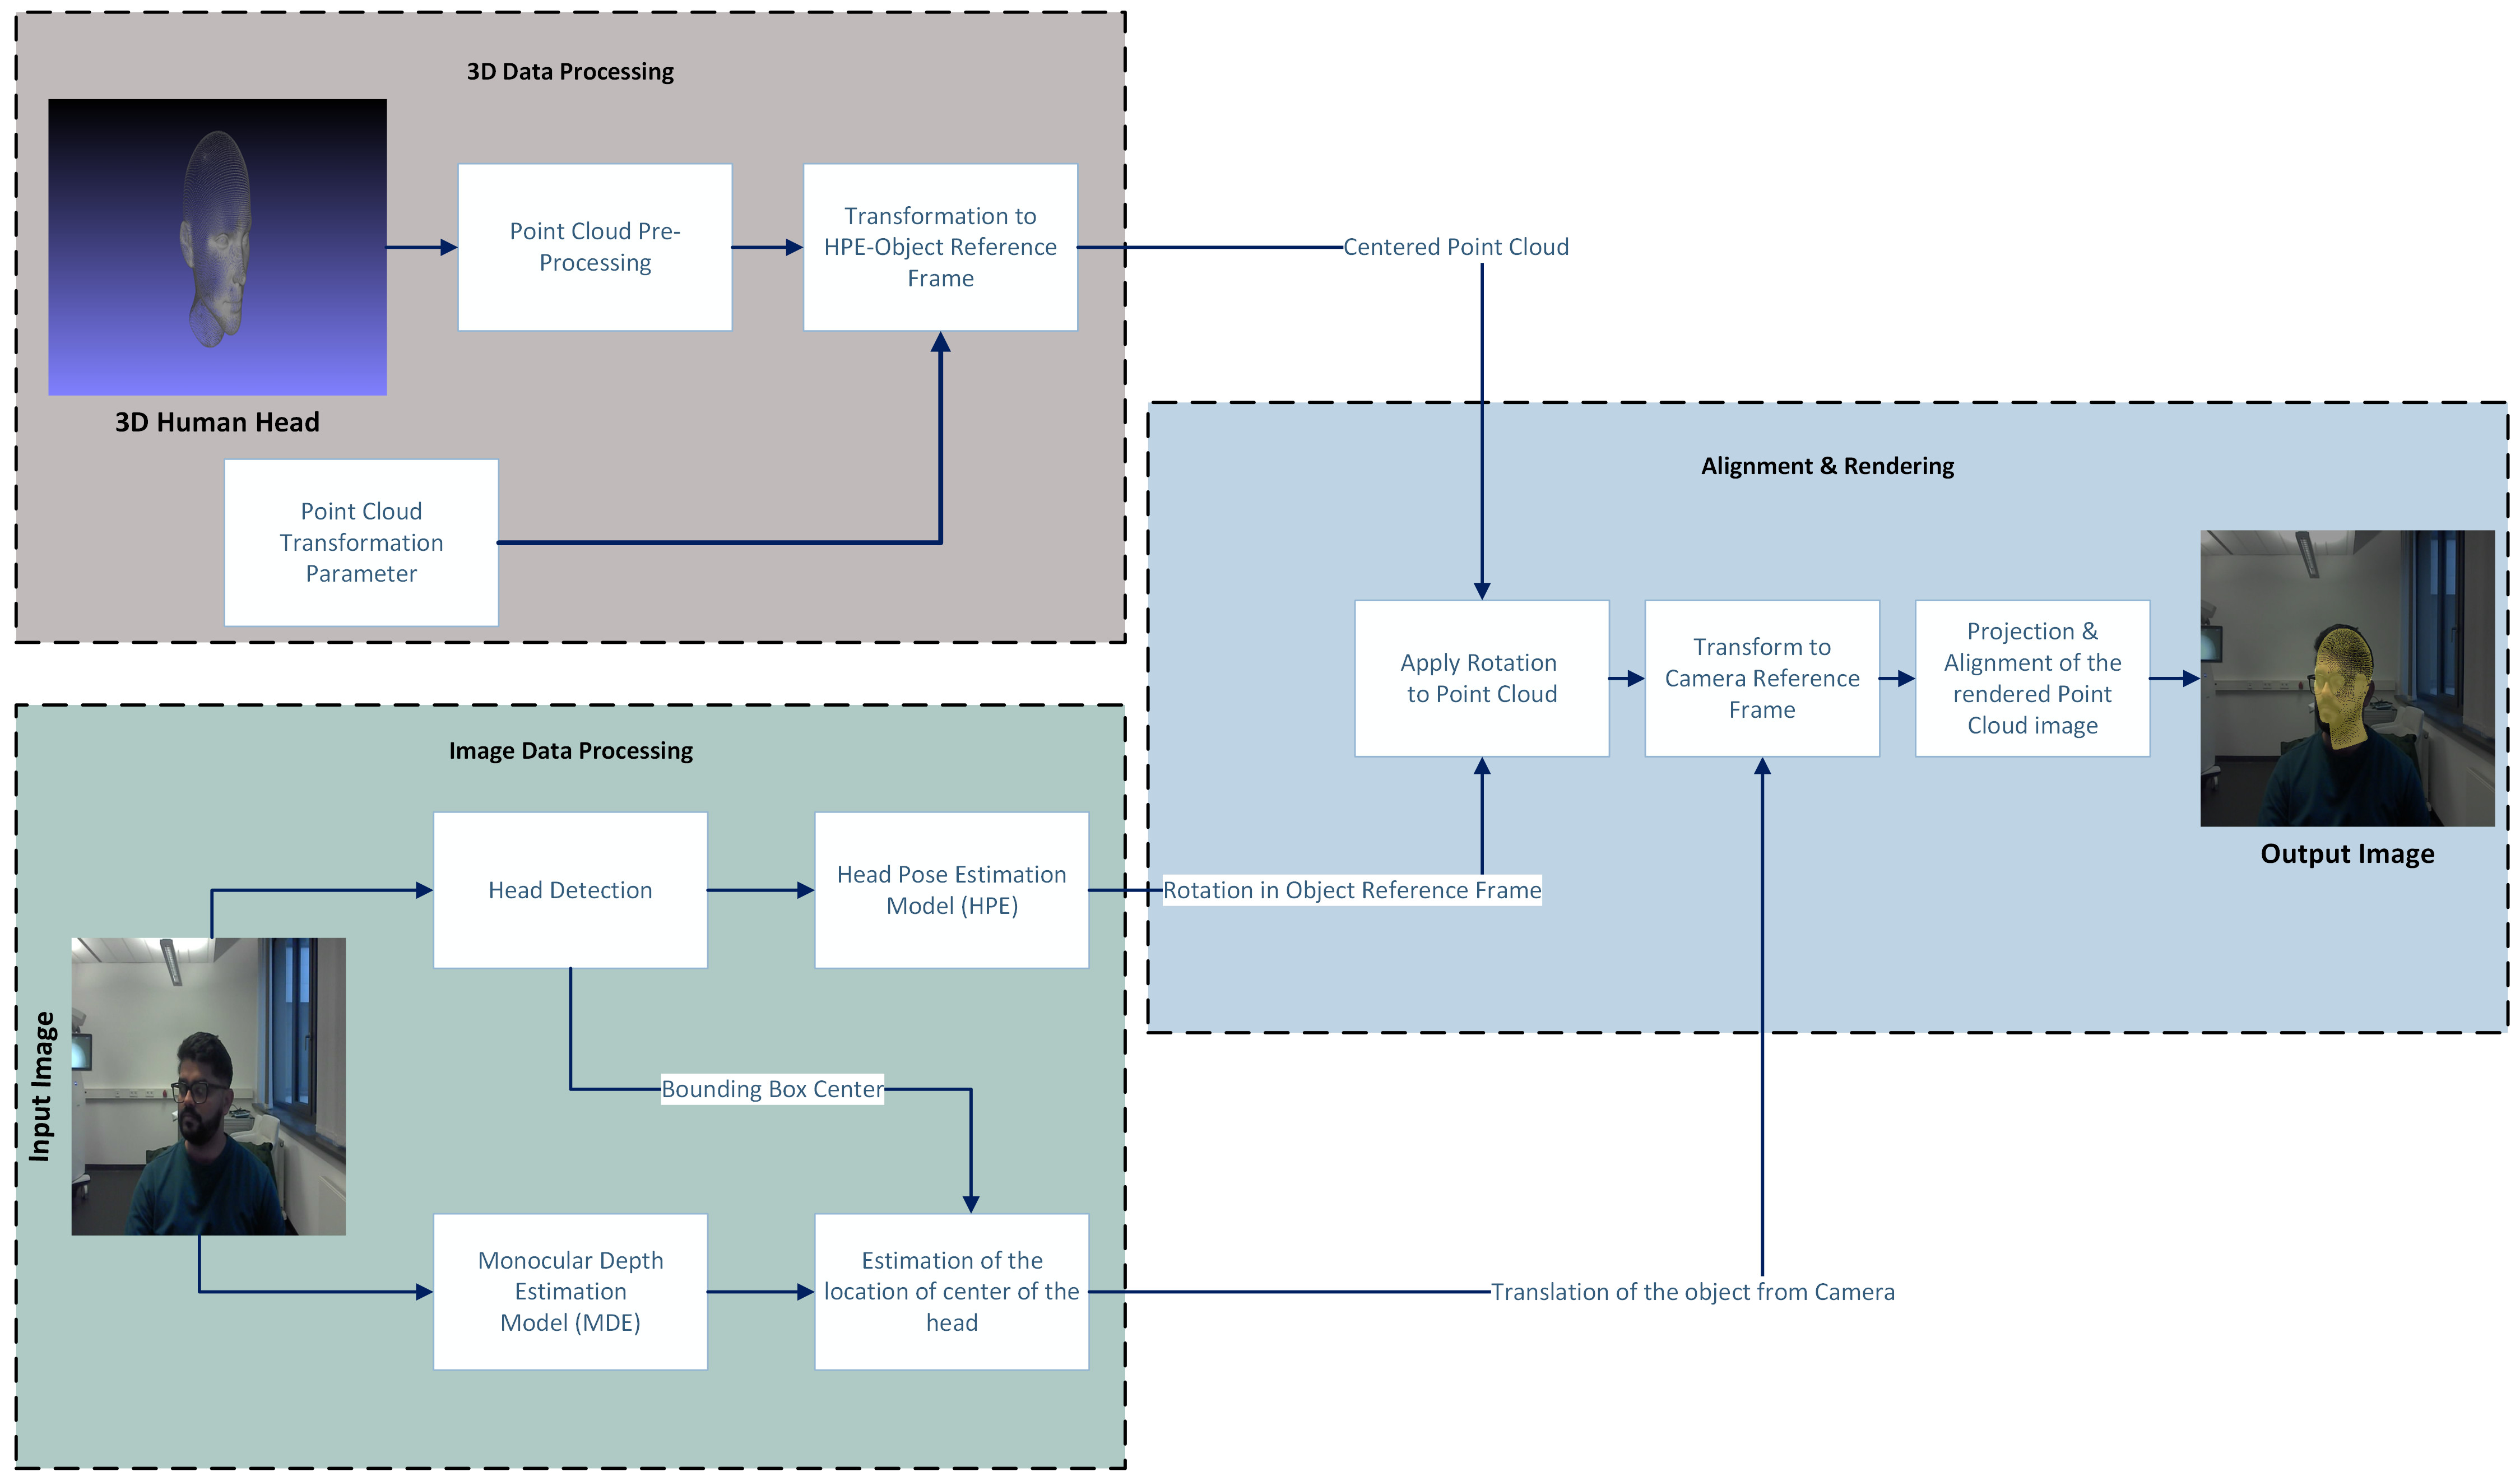 3D Data Processing
Point Cloud Pre-
Processing
Transformation to
HPE-Object Reference
Frame
Centered Point Cloud
3D Human Head
Point Cloud
Transformation
Parameter
Alignment & Rendering
Apply Rotation
to Point Cloud
Transform to
Camera Reference
Frame
Projection &
Alignment of the
rendered Point
Cloud image
Output Image
Image Data Processing
Head Detection
Head Pose Estimation
Model (HPE)
Rotation in Object Reference Frame
Input Image
Bounding Box Center
Monocular Depth
Estimation
Model (MDE)
Estimation of the
location of center of the
head
Translation of the object from Camera